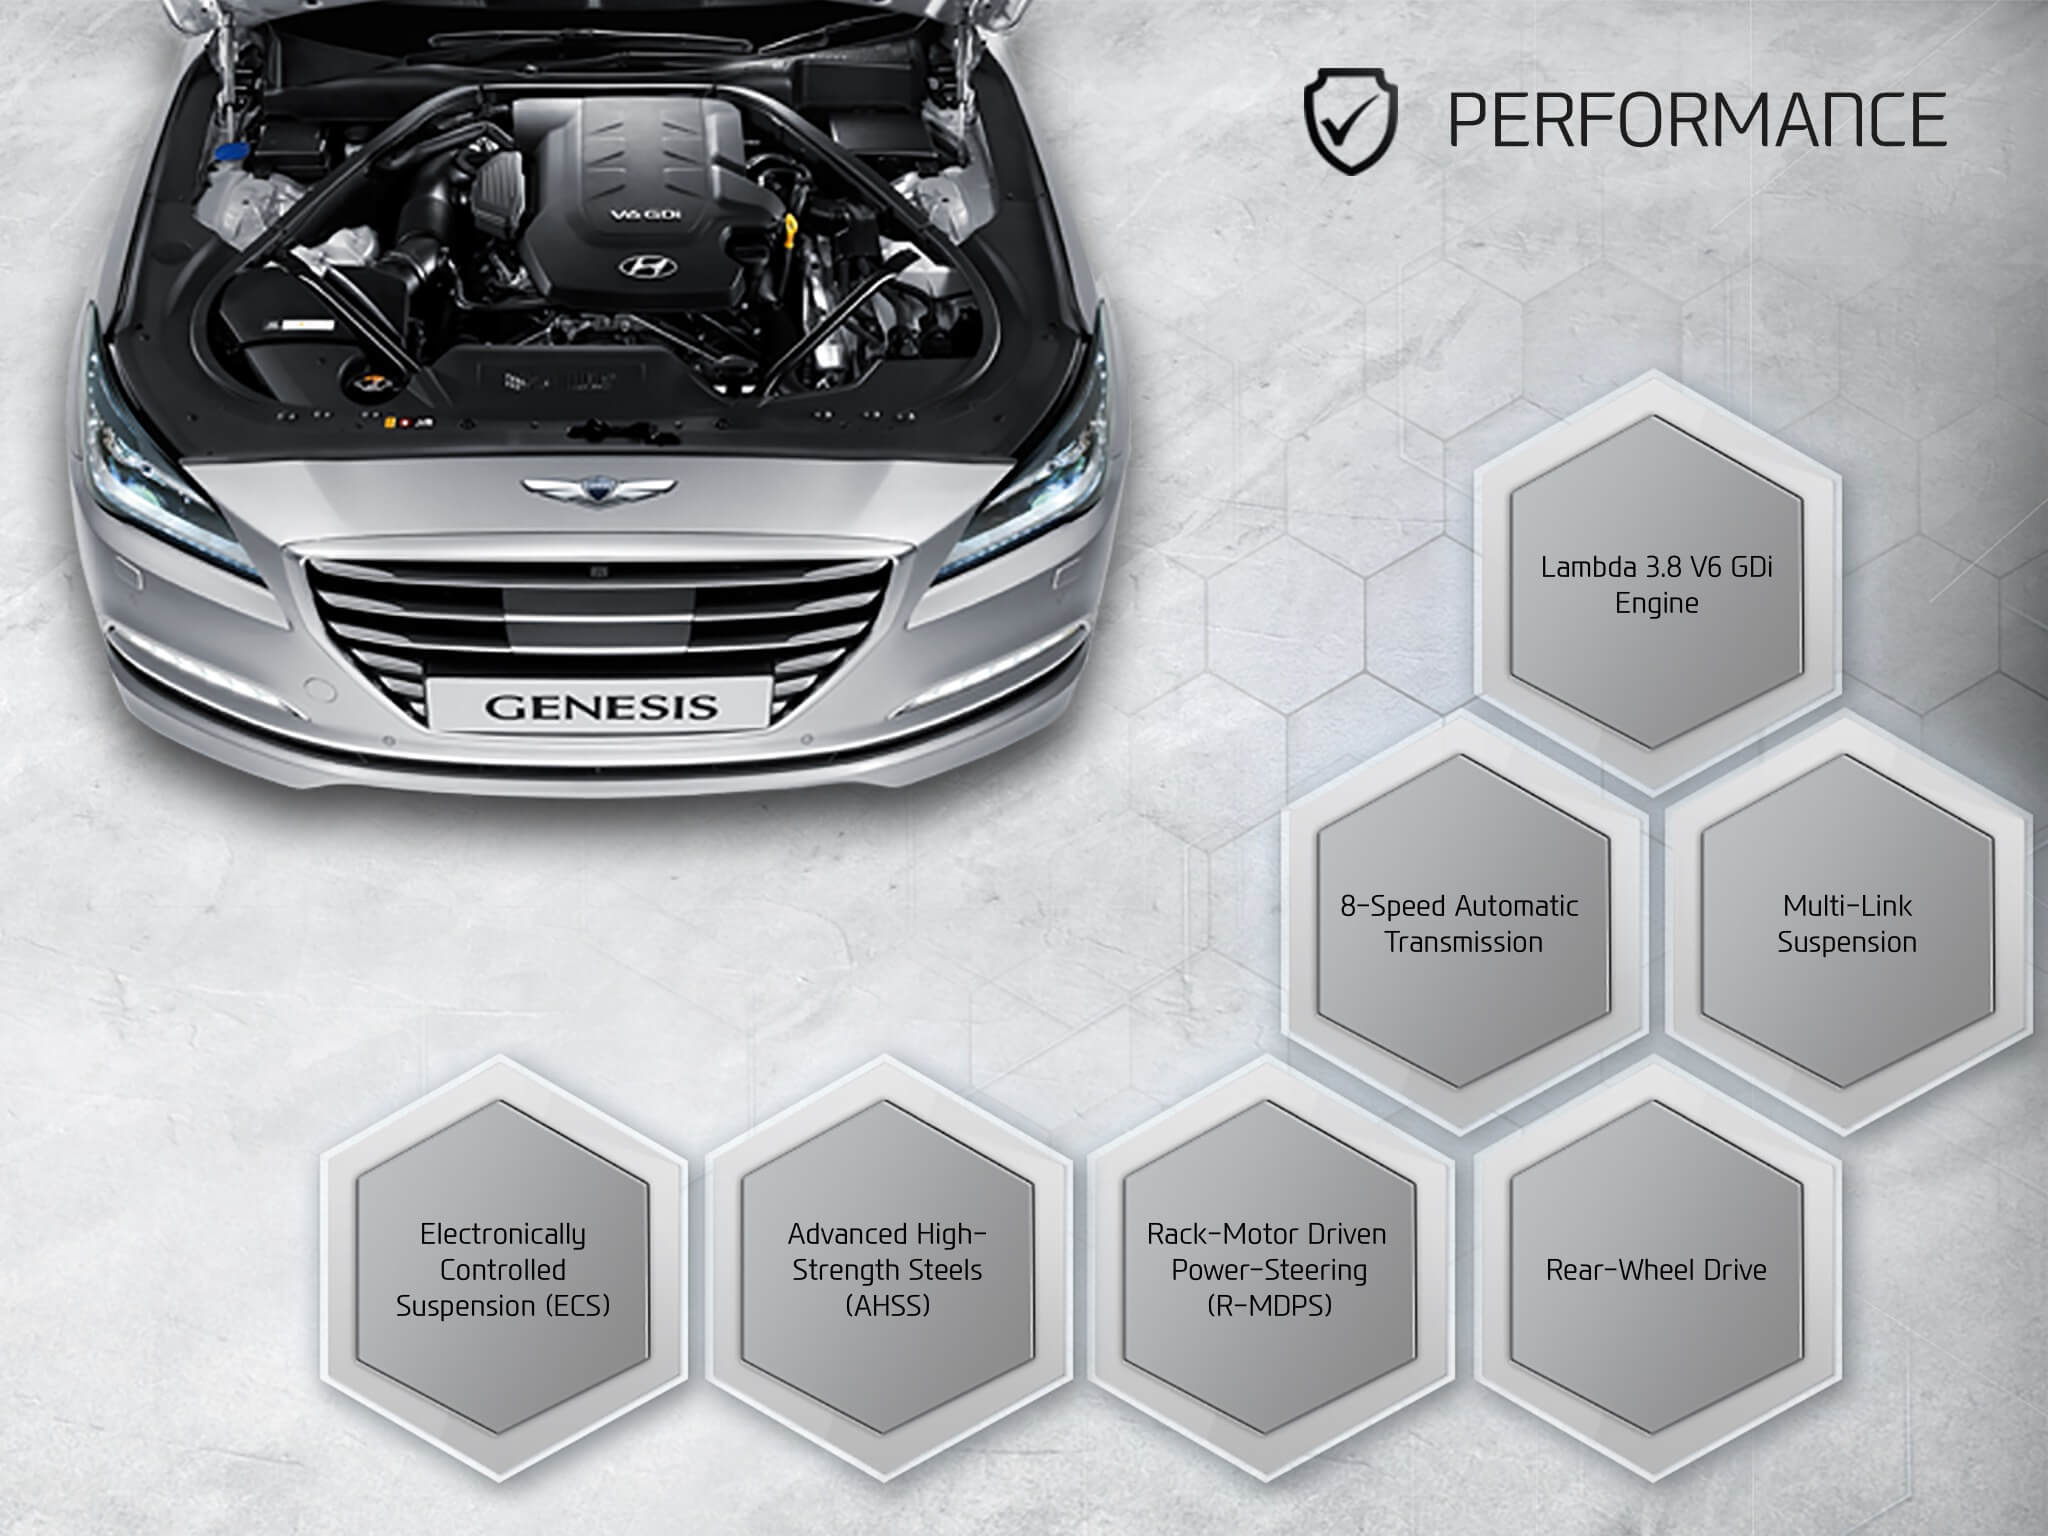 PERFORMANCE
V6 GDi
GENESIS
Lambda 3.8 V6 GDi
Engine
8-Speed Automatic
Transmission
Multi-Link
Suspension
Electronically
Controlled
Suspension (ECS)
Advanced High-
Strength Steels
(AHSS)
Rack-Motor Driven
Power-Steering
(R-MDPS)
Rear-Wheel Drive